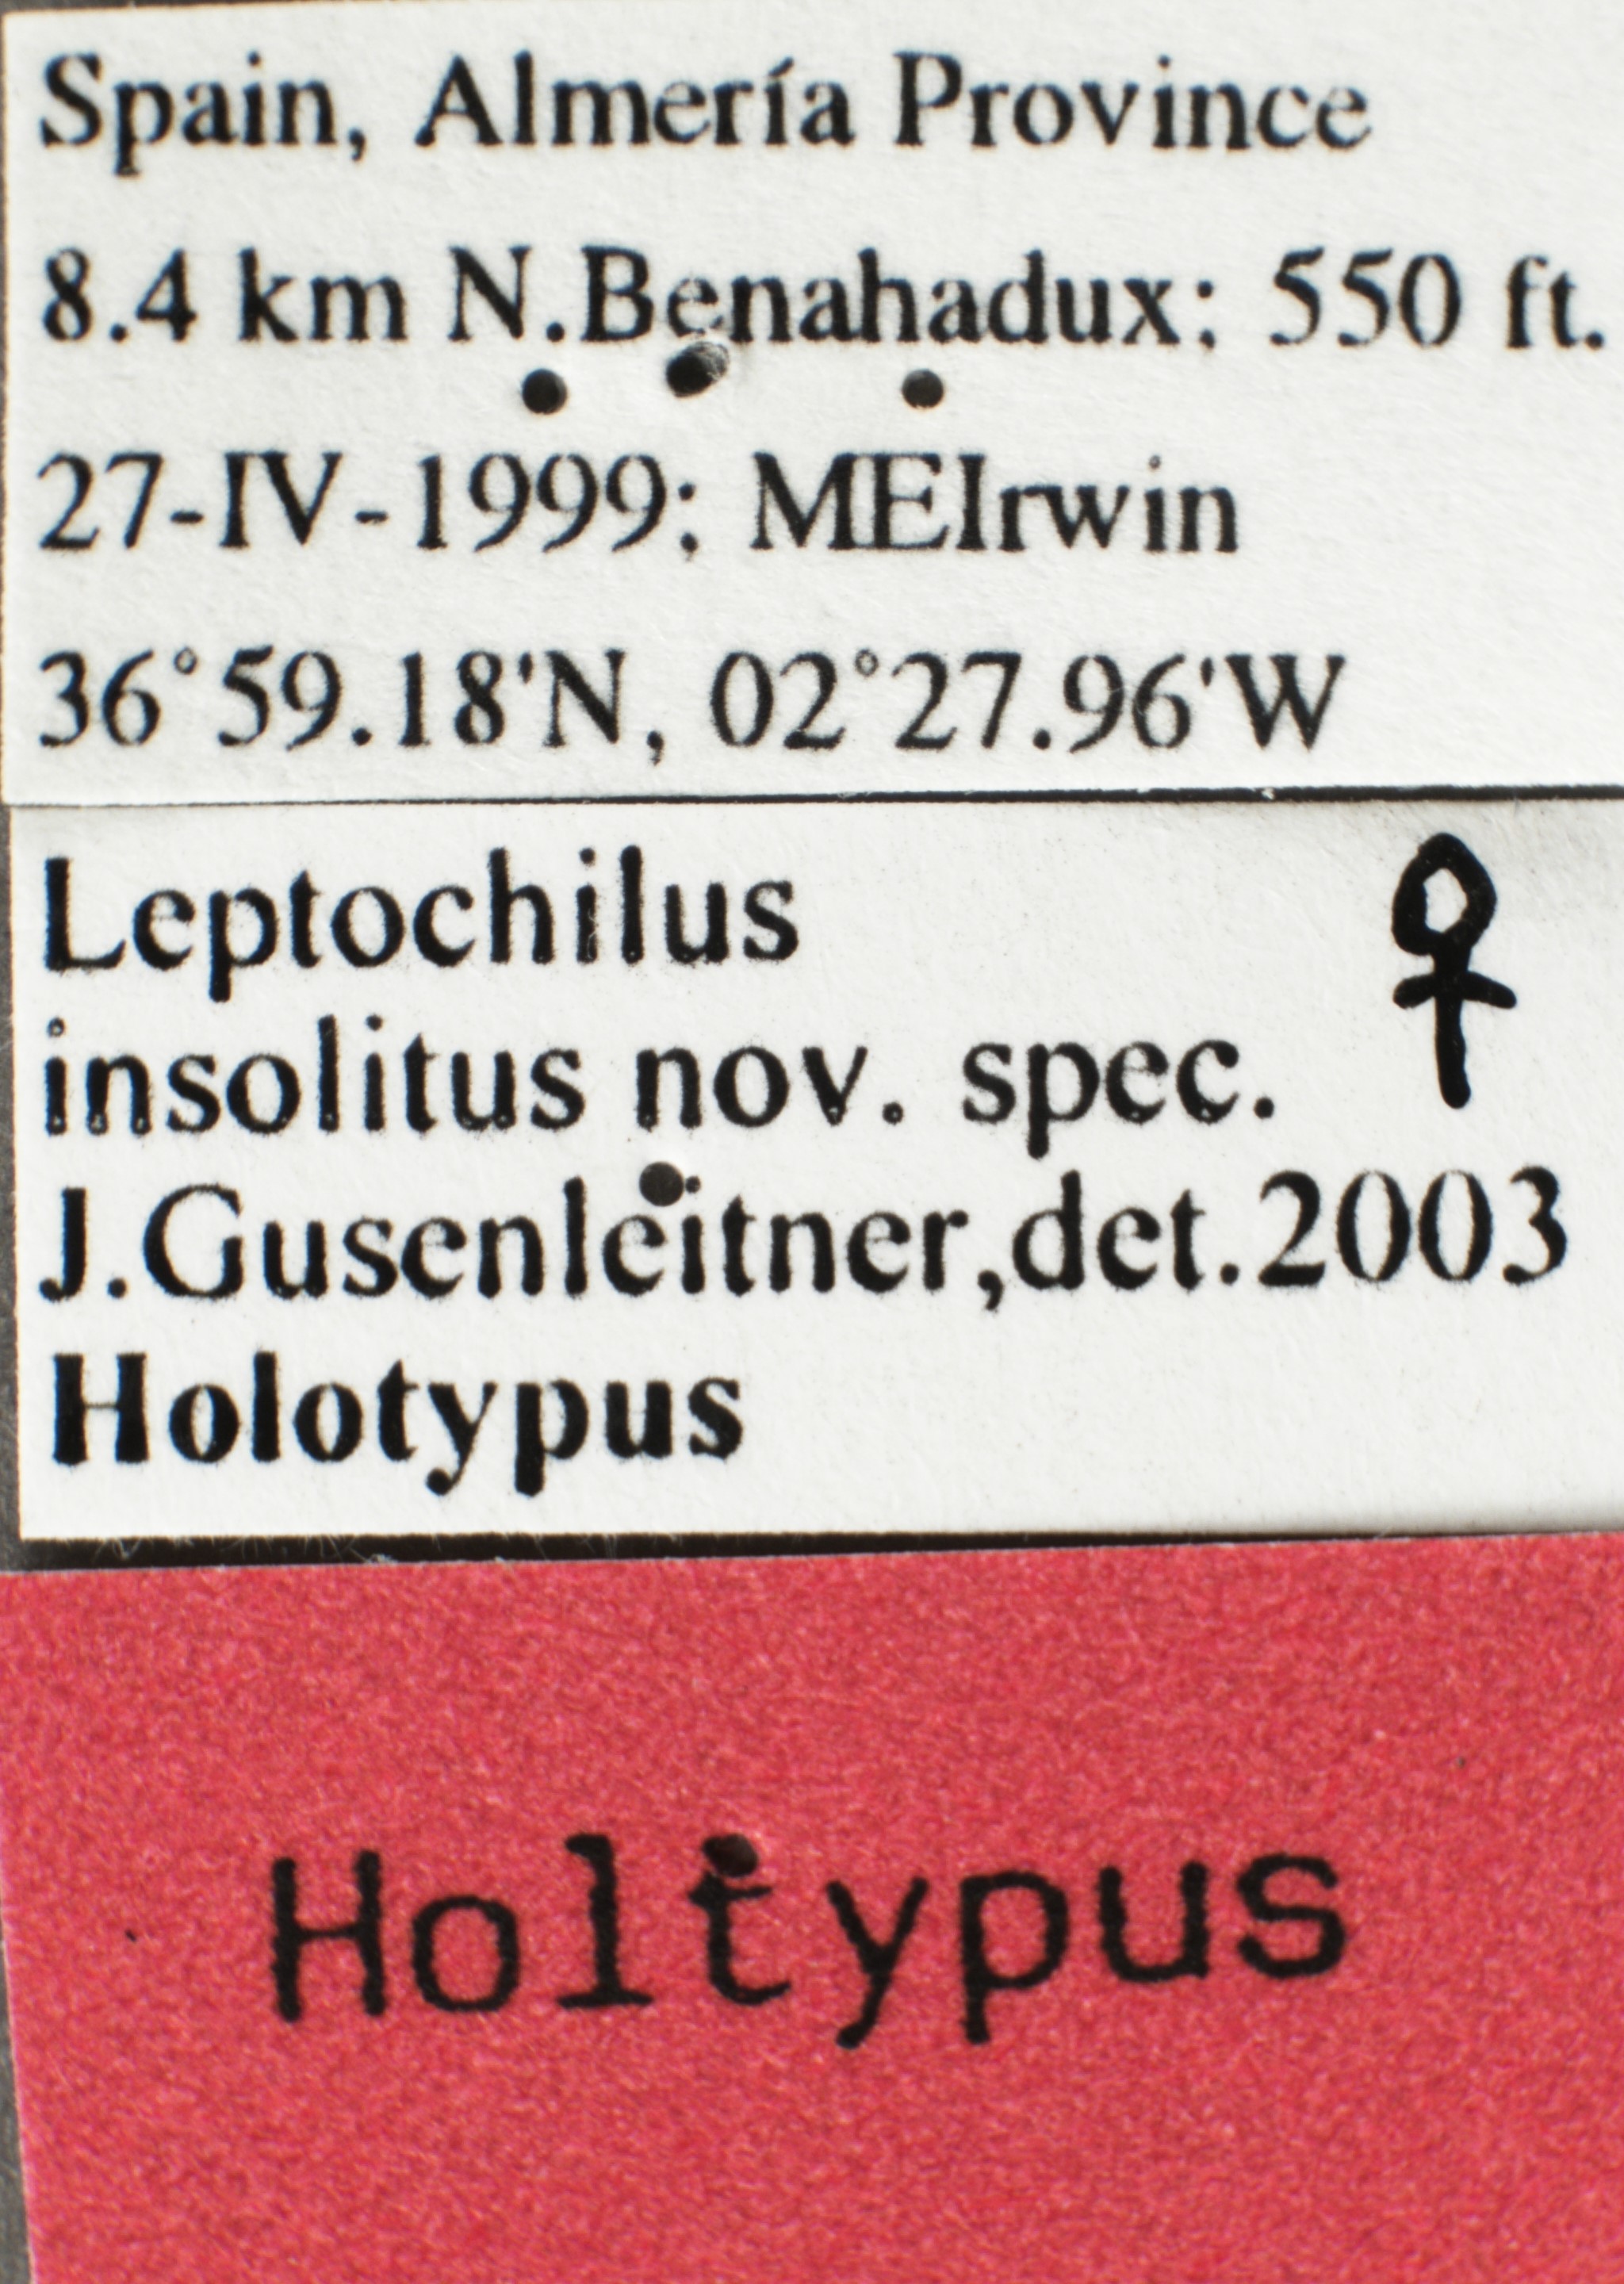 Spain, Almería Province
8.4 km N.Benahadux; 550 ft.
27-IV-1999; MEIrwin
36°59.18'N, 02°27.96'W
Leptochilus ♀
insolitus nov. spec.
J.Gusenleitner,det.2003
Holotypus
Holtypus